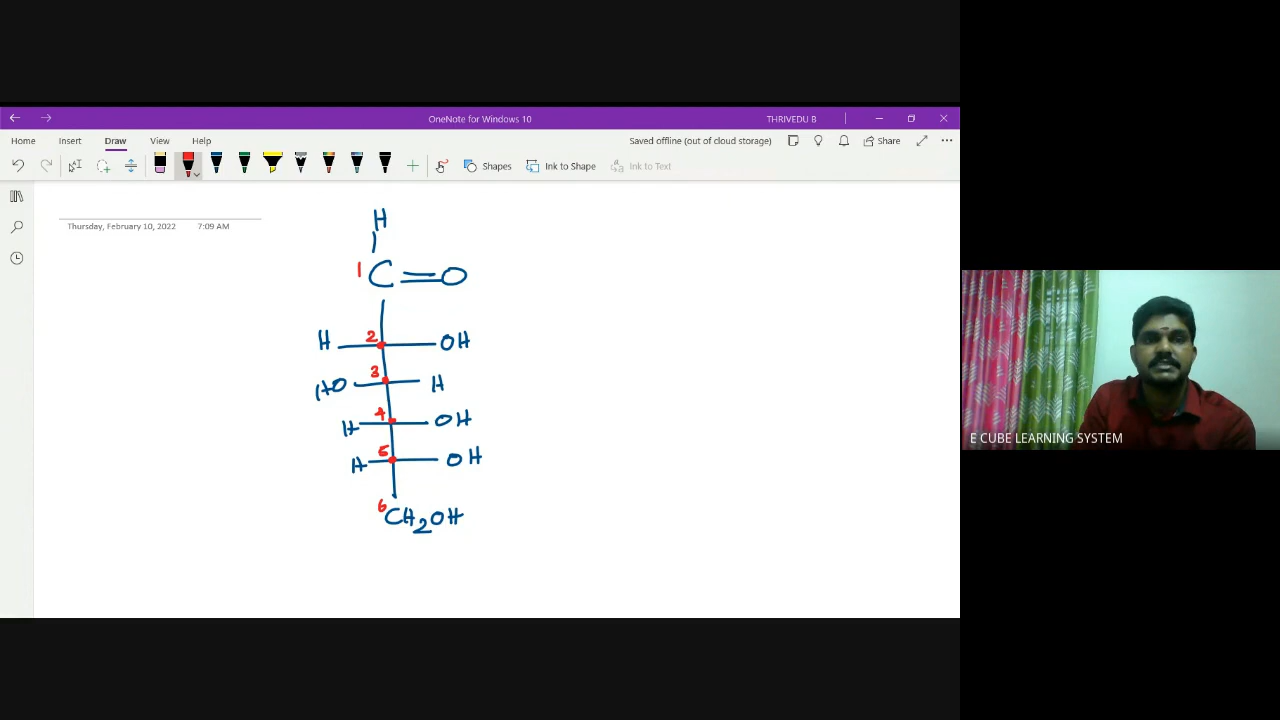 OneNote for Windows 10
THRIVEDU B
Home Insert Draw View Help
Saved offline (out of cloud storage)
Share
Shapes
Ink to Shape
Ink to Text
Thursday, February 10, 2022 7:09 AM
H
1 C=O
H 2 OH
HO 3 H
H 4 OH
H 5 OH
6 CH2OH
E CUBE LEARNING SYSTEM